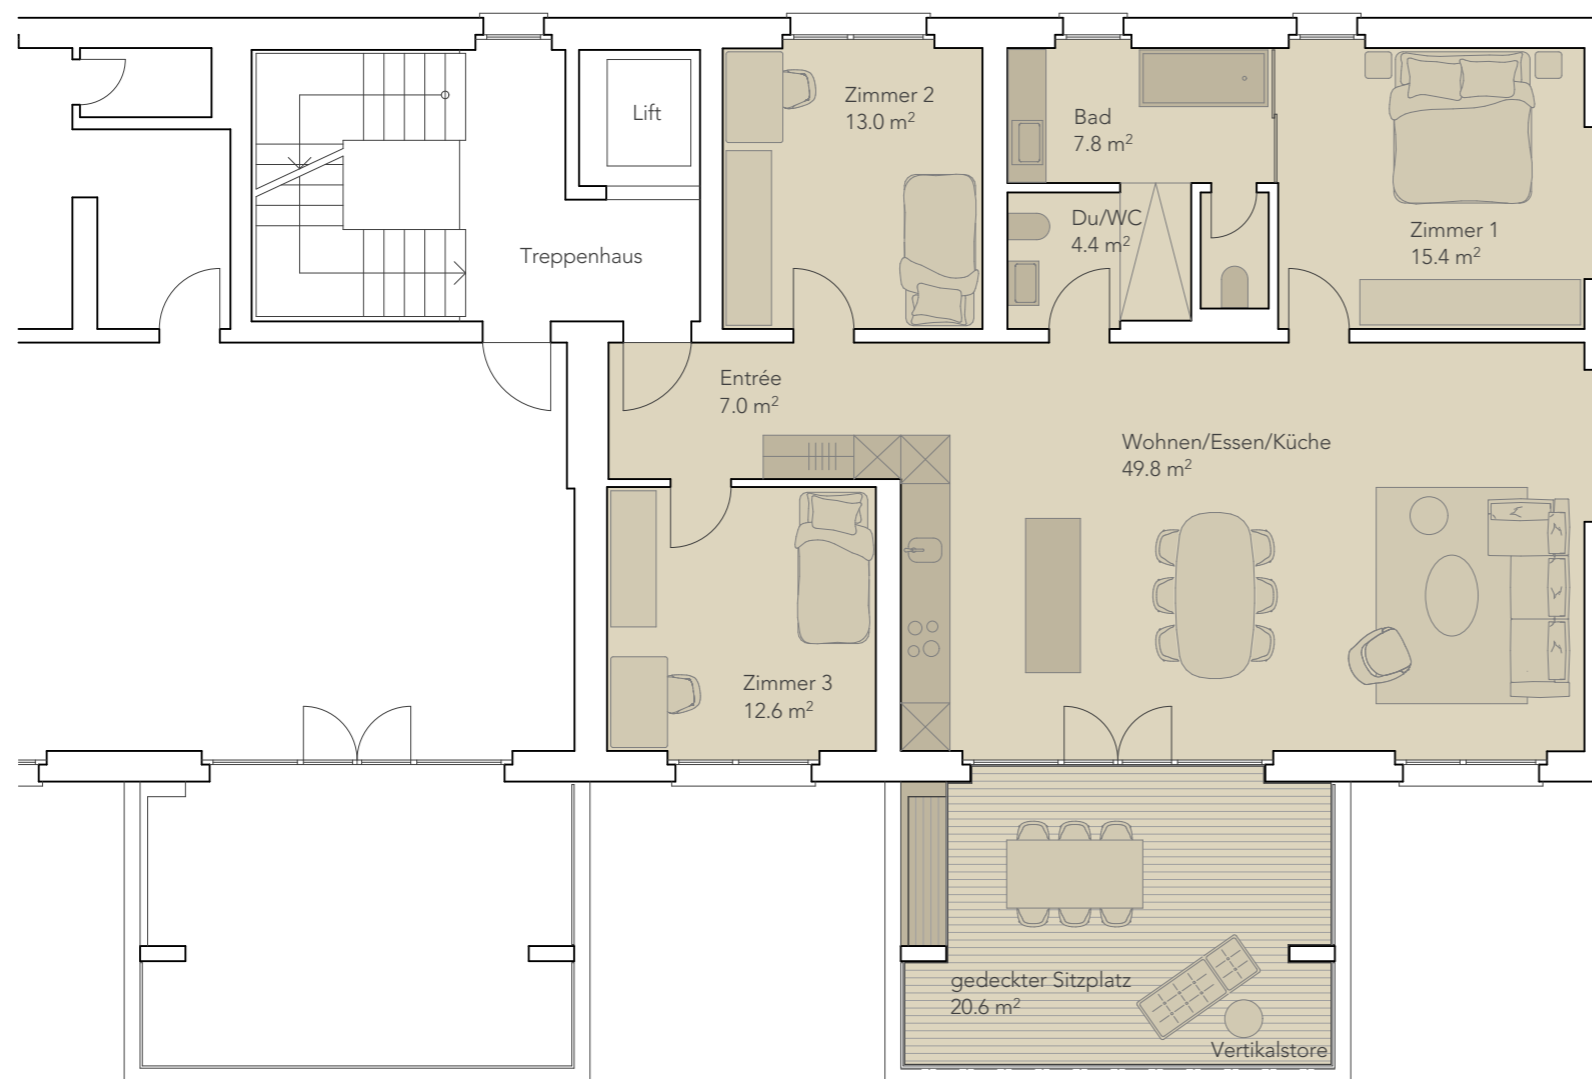 Lift
Zimmer 2
13.0 m²
Bad
7.8 m²
Du/WC
4.4 m²
Zimmer 1
15.4 m²
Treppenhaus
Entrée
7.0 m²
Wohnen/Essen/Küche
49.8 m²
Zimmer 3
12.6 m²
gedeckter Sitzplatz
20.6 m²
Vertikalstore